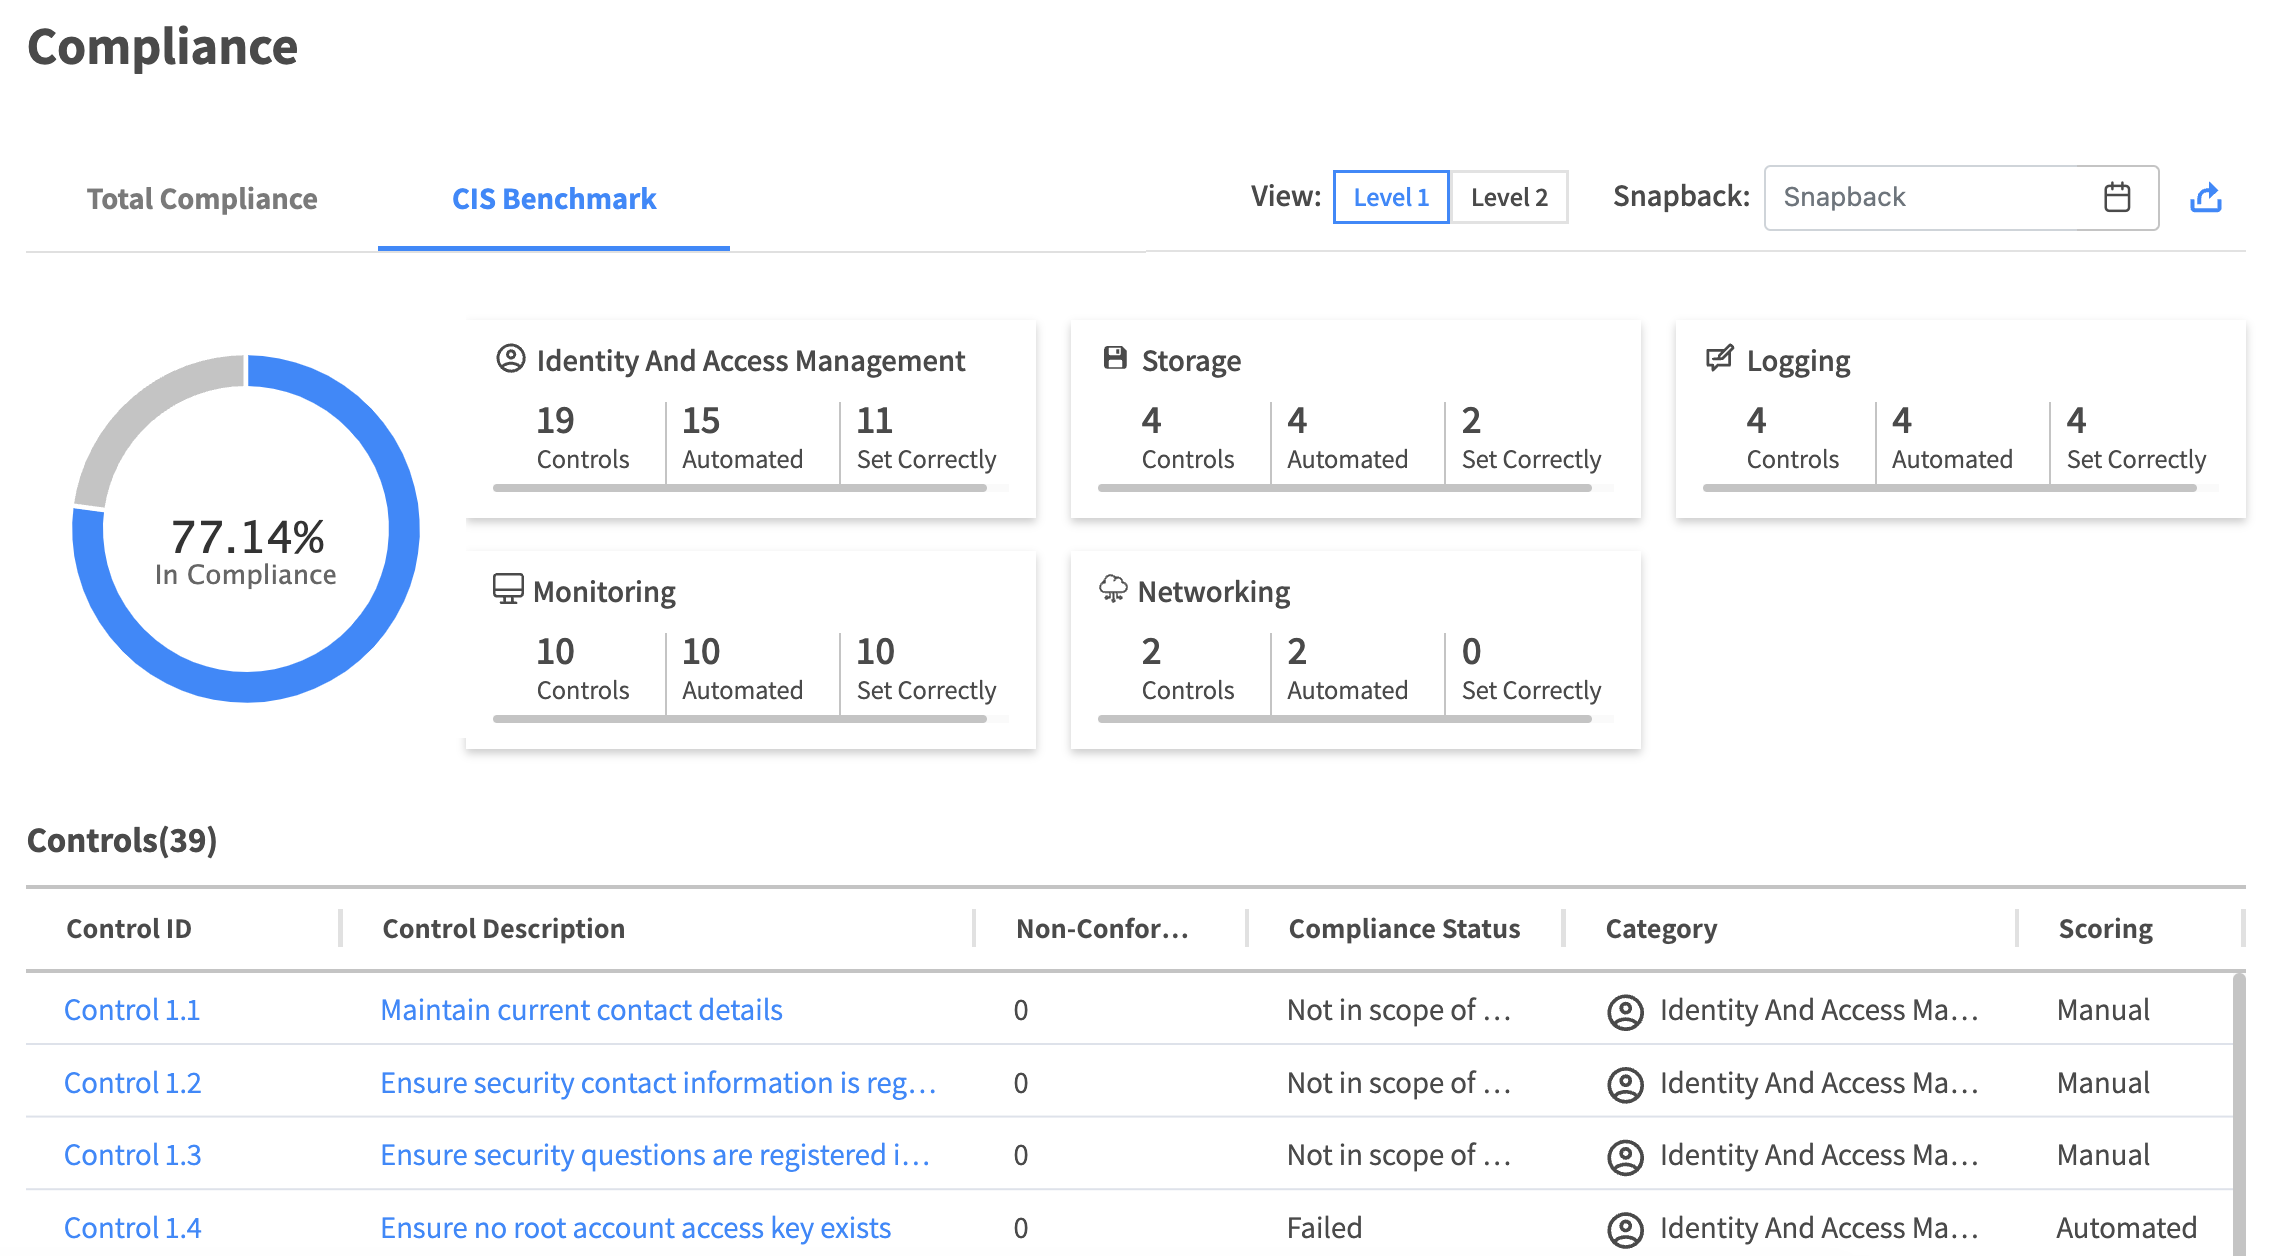 Compliance
Total Compliance CIS Benchmark View: Level 1 Level 2 Snapback: Snapback
77.14%
In Compliance
Identity And Access Management
19 15 11
Controls Automated Set Correctly
Storage
4 4 2
Controls Automated Set Correctly
Logging
4 4 4
Controls Automated Set Correctly
Monitoring
10 10 10
Controls Automated Set Correctly
Networking
2 2 0
Controls Automated Set Correctly
Controls(39)
Control ID Control Description Non-Confor... Compliance Status Category Scoring
Control 1.1 Maintain current contact details 0 Not in scope of ... Identity And Access Ma... Manual
Control 1.2 Ensure security contact information is reg... 0 Not in scope of ... Identity And Access Ma... Manual
Control 1.3 Ensure security questions are registered i... 0 Not in scope of ... Identity And Access Ma... Manual
Control 1.4 Ensure no root account access key exists 0 Failed Identity And Access Ma... Automated